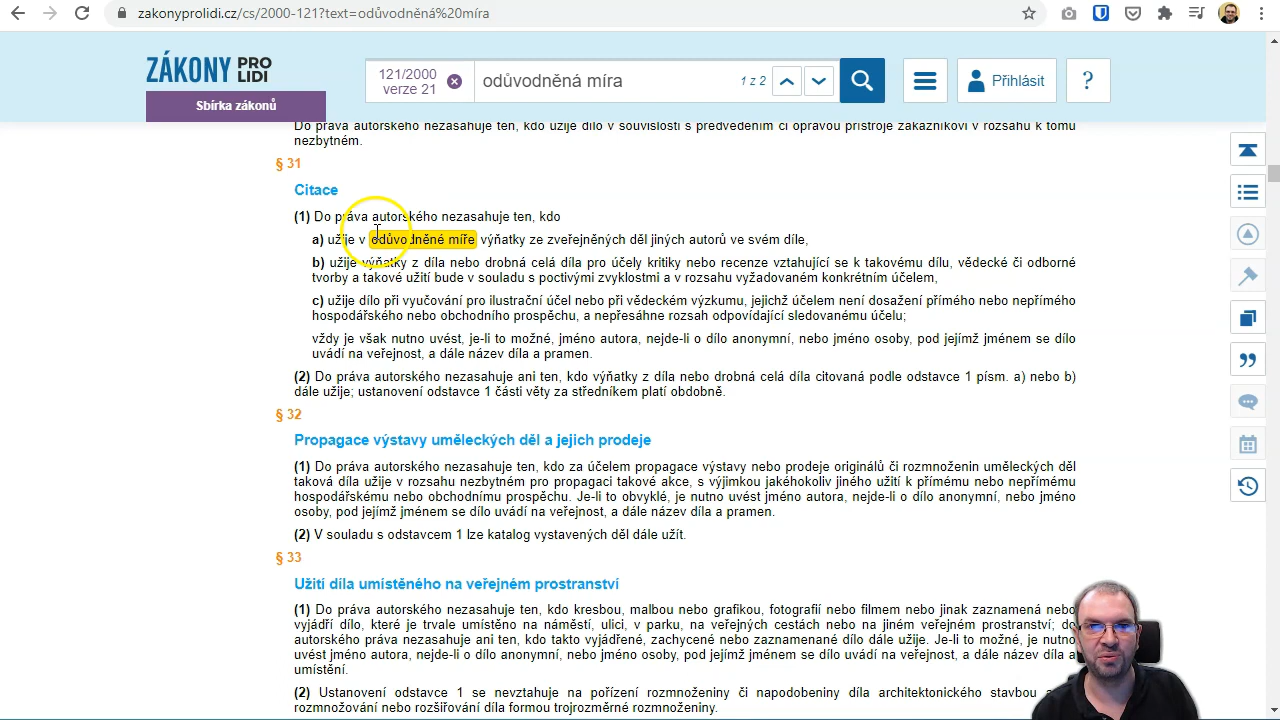 zakonyprolidi.cz/cs/2000-121?text=odůvodněná%20míra
ZÁKONY PRO LIDI
Sbírka zákonů
121/2000
verze 21
odůvodněná míra
1 z 2
Přihlásit
?
Do práva autorského nezasahuje ten, kdo užije dílo v souvislosti s předvedením či opravou přístroje zákazníkovi v rozsahu k tomu
nezbytném.
§ 31
Citace
(1) Do práva autorského nezasahuje ten, kdo
a) užije v odůvodněné míře výňatky ze zveřejněných děl jiných autorů ve svém díle,
b) užije výňatky z díla nebo drobná celá díla pro účely kritiky nebo recenze vztahující se k takovému dílu, vědecké či odborné
tvorby a takové užití bude v souladu s poctivými zvyklostmi a v rozsahu vyžadovaném konkrétním účelem,
c) užije dílo při vyučování pro ilustrační účel nebo při vědeckém výzkumu, jejichž účelem není dosažení přímého nebo nepřímého
hospodářského nebo obchodního prospěchu, a nepřesáhne rozsah odpovídající sledovanému účelu;
vždy je však nutno uvést, je-li to možné, jméno autora, nejde-li o dílo anonymní, nebo jméno osoby, pod jejímž jménem se dílo
uvádí na veřejnost, a dále název díla a pramen.
(2) Do práva autorského nezasahuje ani ten, kdo výňatky z díla nebo drobná celá díla citovaná podle odstavce 1 písm. a) nebo b)
dále užije; ustanovení odstavce 1 části věty za středníkem platí obdobně.
§ 32
Propagace výstavy uměleckých děl a jejich prodeje
(1) Do práva autorského nezasahuje ten, kdo za účelem propagace výstavy nebo prodeje originálů či rozmnoženin uměleckých děl
taková díla užije v rozsahu nezbytném pro propagaci takové akce, s výjimkou jakéhokoliv jiného užití k přímému nebo nepřímému
hospodářskému nebo obchodnímu prospěchu. Je-li to obvyklé, je nutno uvést jméno autora, nejde-li o dílo anonymní, nebo jméno
osoby, pod jejímž jménem se dílo uvádí na veřejnost, a dále název díla a pramen.
(2) V souladu s odstavcem 1 lze katalog vystavených děl dále užít.
§ 33
Užití díla umístěného na veřejném prostranství
(1) Do práva autorského nezasahuje ten, kdo kresbou, malbou nebo grafikou, fotografií nebo filmem nebo jinak zaznamená nebo
vyjádří dílo, které je trvale umístěno na náměstí, ulici, v parku, na veřejných cestách nebo na jiném veřejném prostranství; do
autorského práva nezasahuje ani ten, kdo takto vyjádřené, zachycené nebo zaznamenané dílo dále užije. Je-li to možné, je nutno
uvést jméno autora, nejde-li o dílo anonymní, nebo jméno osoby, pod jejímž jménem se dílo uvádí na veřejnost, a dále název díla a
umístění.
(2) Ustanovení odstavce 1 se nevztahuje na pořízení rozmnoženiny či napodobeniny díla architektonického stavbou a
rozmnožování nebo rozšiřování díla formou trojrozměrné rozmnoženiny.